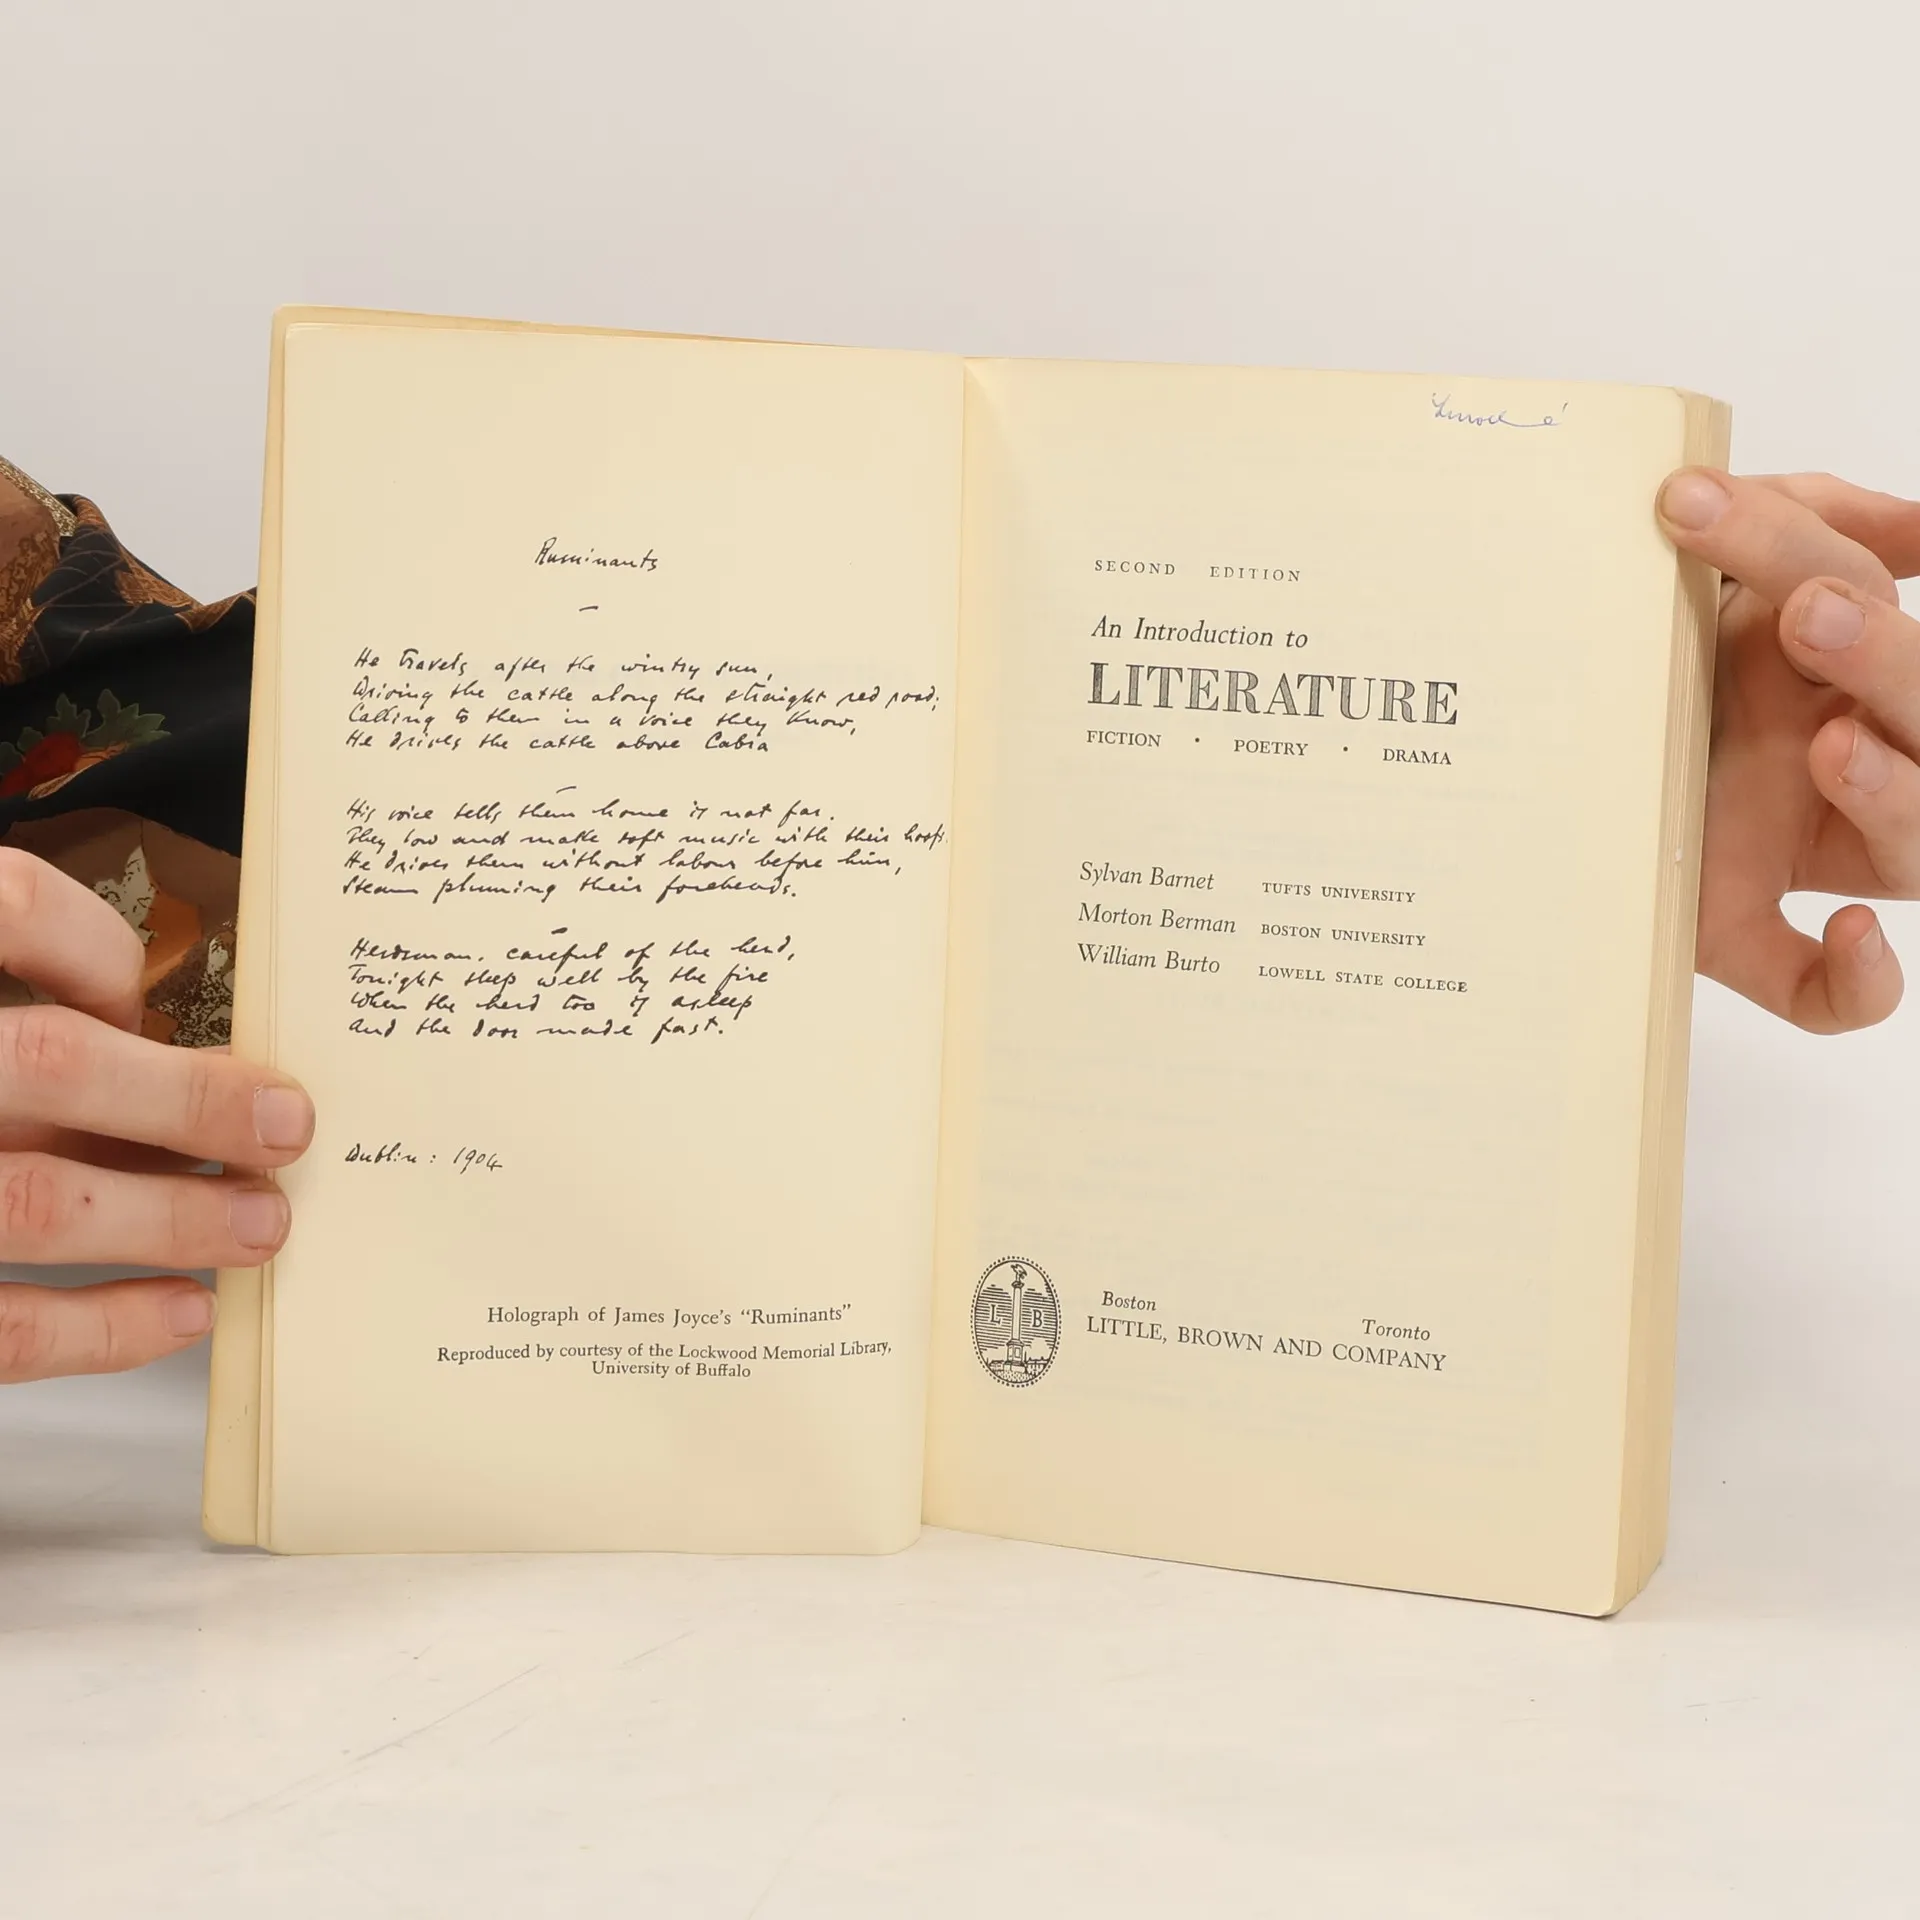 Ruminants
He travels after the wintry sun,
Driving the cattle along the straight red road;
Calling to them in a voice they know,
He drives the cattle above Cabra
His voice tells them home is not far.
They low and make soft music with their hoofs.
He drives them without labour before him,
Steam pluming their foreheads.
Herdsman, careful of the herd,
Tonight sleep well by the fire
When the herd too is asleep
And the door made fast.
Dublin: 1904
Holograph of James Joyce's “Ruminants”
Reproduced by courtesy of the Lockwood Memorial Library,
University of Buffalo
SECOND EDITION
An Introduction to
LITERATURE
FICTION · POETRY · DRAMA
Sylvan Barnet TUFTS UNIVERSITY
Morton Berman BOSTON UNIVERSITY
William Burto LOWELL STATE COLLEGE
L B
Boston
Toronto
LITTLE, BROWN AND COMPANY